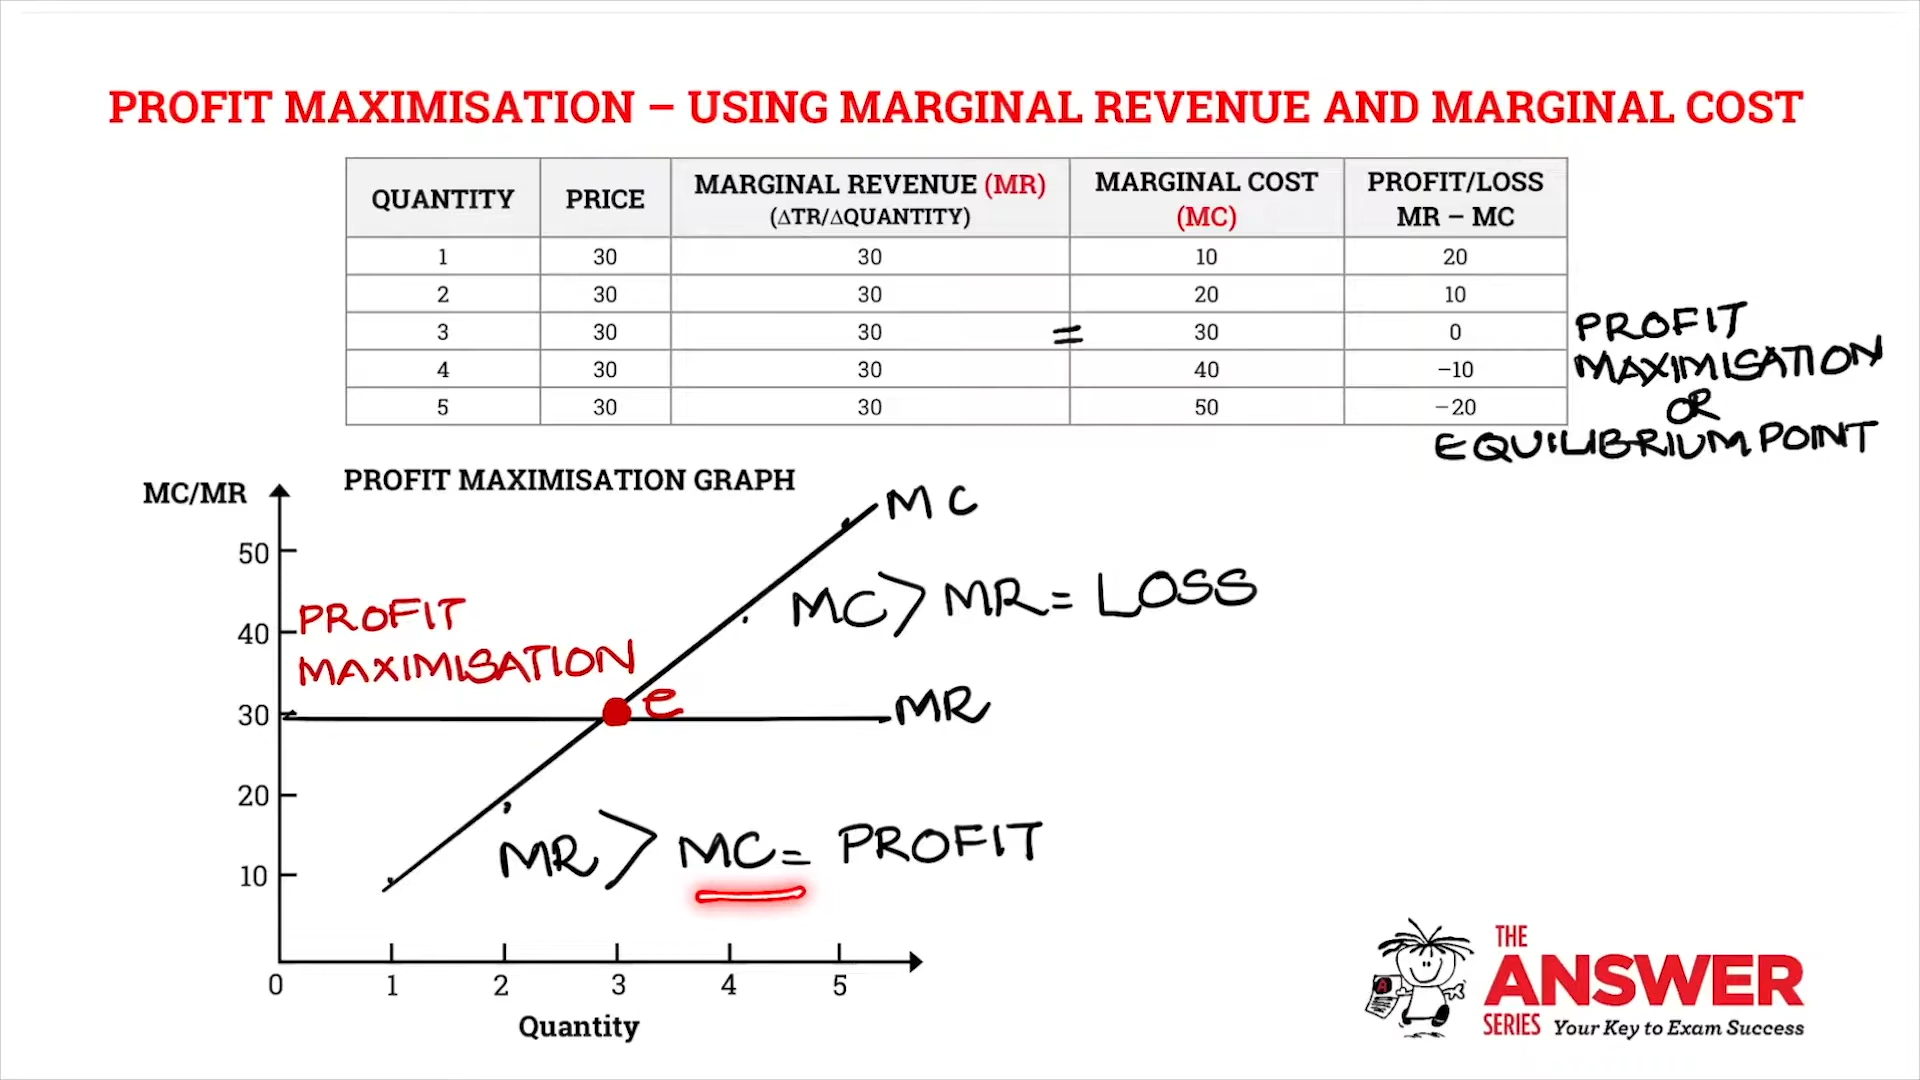 PROFIT MAXIMISATION – USING MARGINAL REVENUE AND MARGINAL COST
QUANTITY PRICE MARGINAL REVENUE (MR) (ΔTR/ΔQUANTITY) MARGINAL COST (MC) PROFIT/LOSS MR – MC
1 30 30 10 20
2 30 30 20 10
3 30 30 = 30 0
4 30 30 40 −10
5 30 30 50 −20
PROFIT
MAXIMISATION
OR
EQUILIBRIUM POINT
PROFIT MAXIMISATION GRAPH
MC/MR
50
40
30
20
10
0 1 2 3 4 5
Quantity
MC
MC > MR = LOSS
PROFIT
MAXIMISATION
e
MR
MR > MC = PROFIT
THE
ANSWER
SERIES Your Key to Exam Success